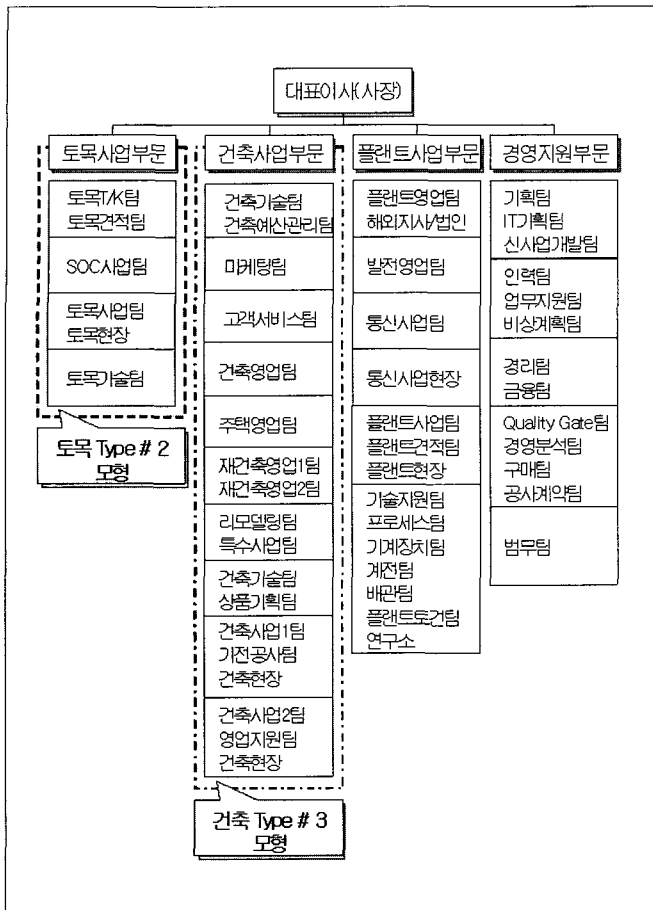 대표이사(사장)
토목사업부문
토목T/K팀
토목견적팀
SOC사업팀
토목사업팀
토목현장
토목기술팀
토목 Type # 2
모형
건축사업부문
건축기술팀
건축예산관리팀
마케팅팀
고객서비스팀
건축영업팀
주택영업팀
재건축영업1팀
재건축영업2팀
리모델링팀
특수사업팀
건축기술팀
상품기획팀
건축사업1팀
가전공사팀
건축현장
건축사업2팀
영업지원팀
건축현장
건축 Type # 3
모형
플랜트사업부문
플랜트영업팀
해외지사/법인
발전영업팀
통신사업팀
통신사업현장
플랜트사업팀
플랜트견적팀
플랜트현장
기술지원팀
프로세스팀
기계장치팀
계전팀
배관팀
플랜트토건팀
연구소
경영지원부문
기획팀
IT기획팀
신사업개발팀
인력팀
업무지원팀
비상계획팀
경리팀
금융팀
Quality Gate팀
경영분석팀
구매팀
공사계약팀
법무팀